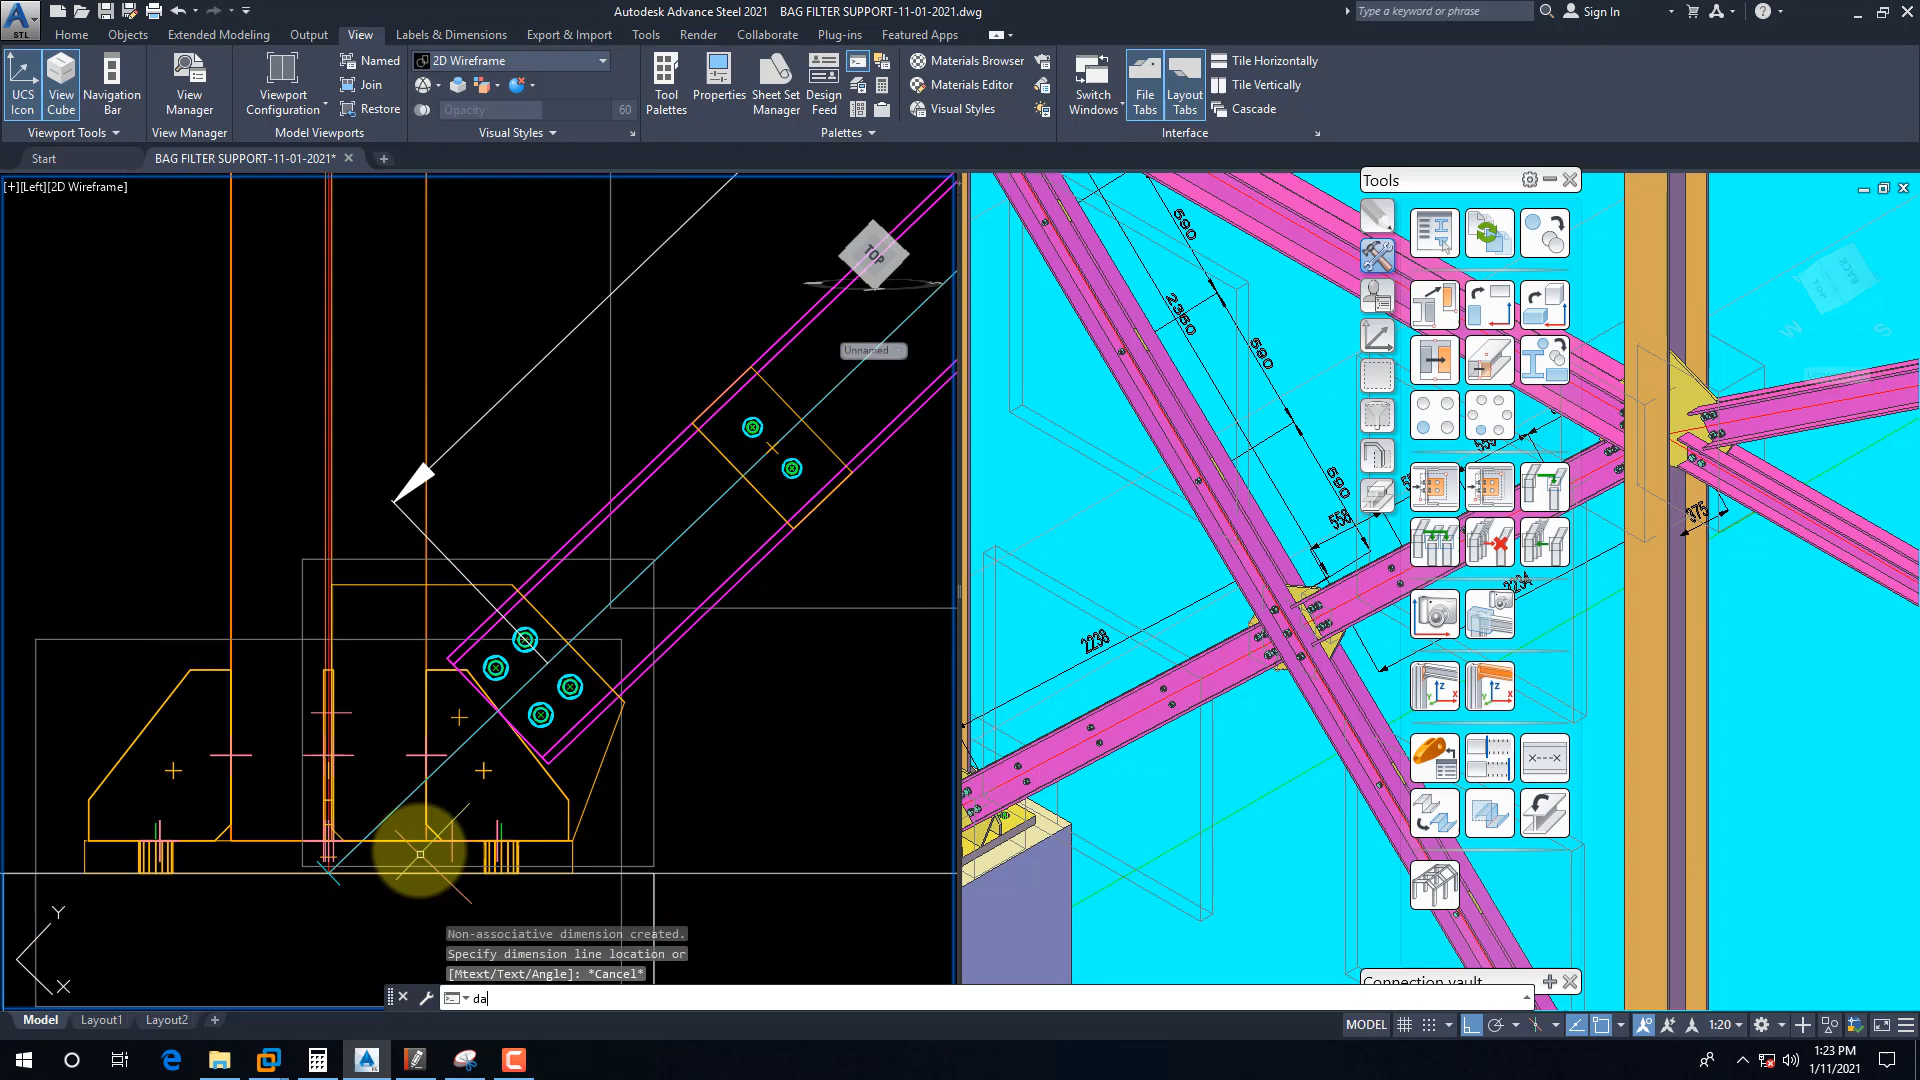 Autodesk Advance Steel 2021 BAG FILTER SUPPORT-11-01-2021.dwg
Type a keyword or phrase
Sign In
STL
Home Objects Extended Modeling Output View Labels & Dimensions Export & Import Tools Render Collaborate Plug-ins Featured Apps
UCS Icon
View Cube
Navigation Bar
View Manager
Viewport Configuration
Named
Join
Restore
2D Wireframe
Opacity
60
Tool Palettes
Properties
Sheet Set Manager
Design Feed
Materials Browser
Materials Editor
Visual Styles
Switch Windows
File Tabs
Layout Tabs
Tile Horizontally
Tile Vertically
Cascade
Viewport Tools
View Manager
Model Viewports
Visual Styles
Palettes
Interface
Start
BAG FILTER SUPPORT-11-01-2021*
[+][Left][2D Wireframe]
Tools
TOP
Unnamed
590
2360
590
590
558
2234
2238
375
TOP
BACK
W
S
Y
X
Non-associative dimension created.
Specify dimension line location or
[Mtext/Text/Angle]: *Cancel*
da
Connection vault
Model Layout1 Layout2
MODEL
1:20
1:23 PM
1/11/2021